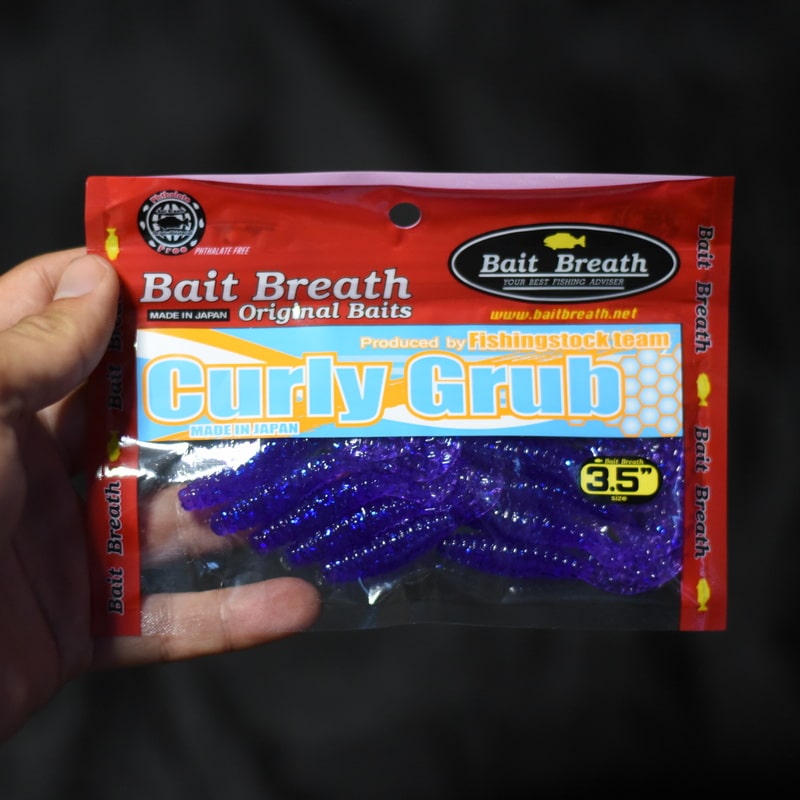 Phthalate
Free
PHTHALATE FREE
Bait Breath
MADE IN JAPAN
Original Baits
Bait Breath
YOUR BEST FISHING ADVISER
www.baitbreath.net
Produced by Fishingstock team
Curly Grub
MADE IN JAPAN
Bait Breath
3.5"
size
Bait
Bait Breath
Bait Breath
Bait Breath